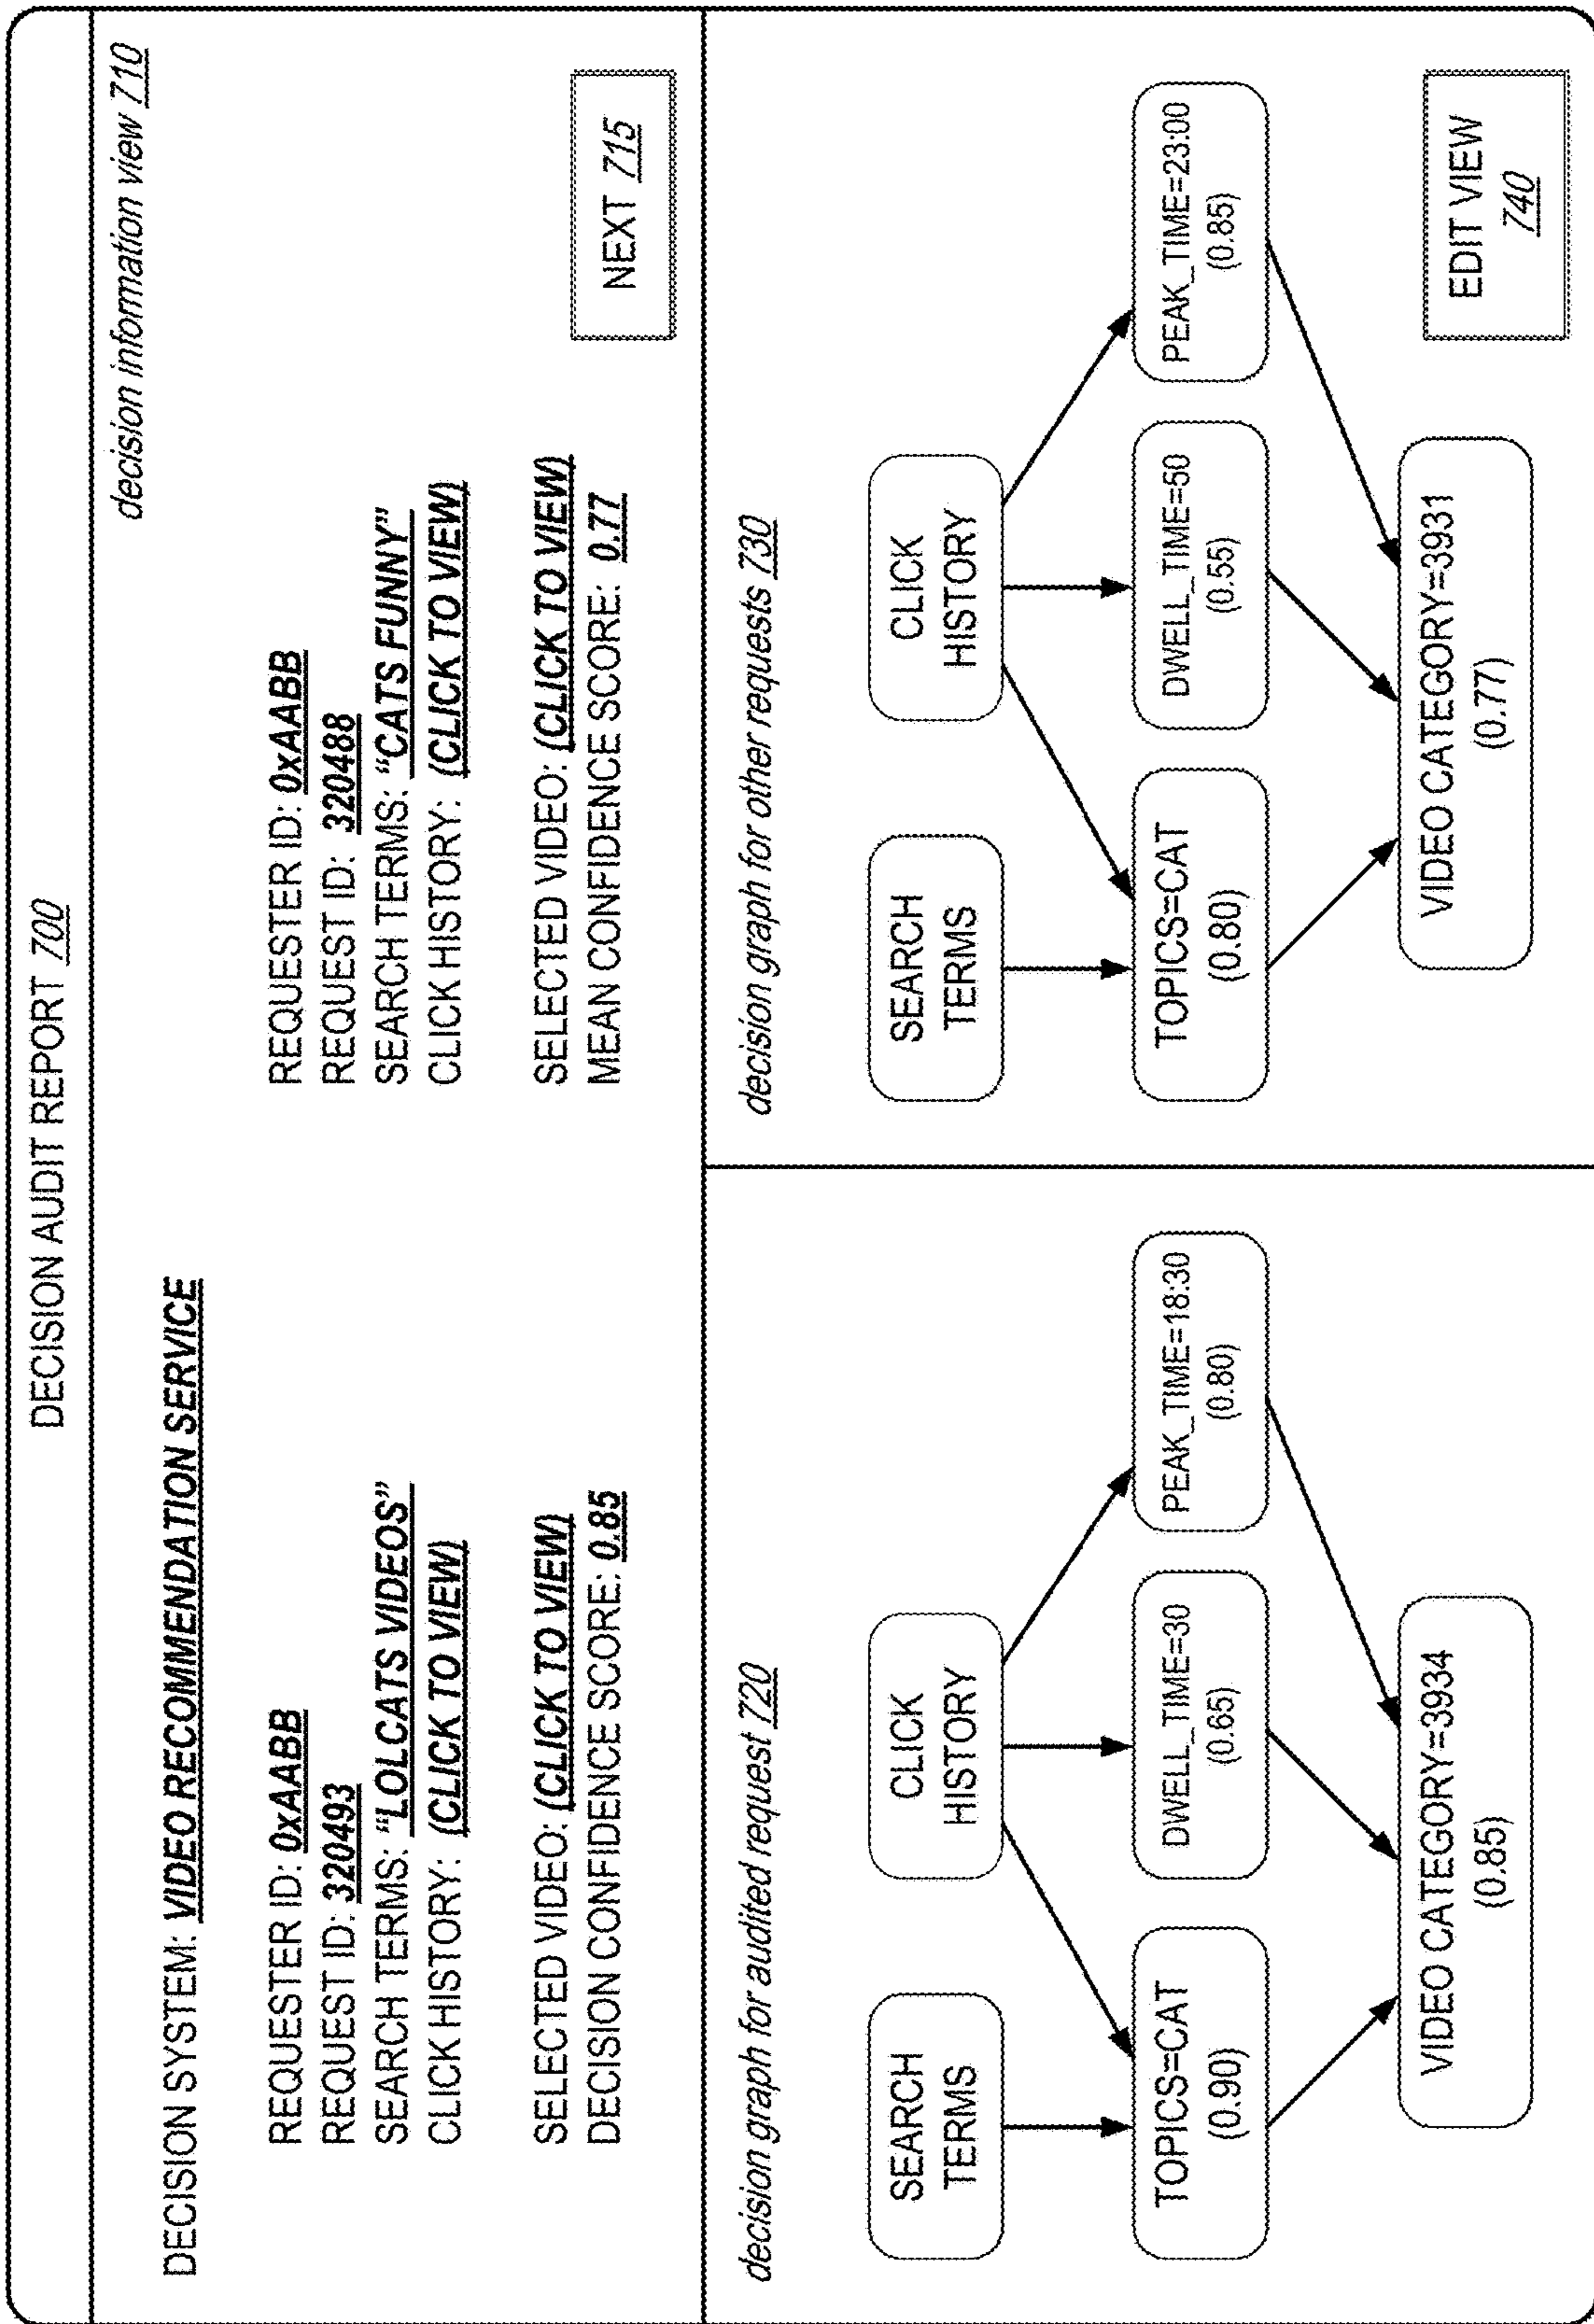 DECISION AUDIT REPORT 700
decision information view 710
DECISION SYSTEM: VIDEO RECOMMENDATION SERVICE
REQUESTER ID: 0xAABB
REQUEST ID: 320493
SEARCH TERMS: "LOLCATS VIDEOS"
CLICK HISTORY: (CLICK TO VIEW)
SELECTED VIDEO: (CLICK TO VIEW)
DECISION CONFIDENCE SCORE: 0.85
REQUESTER ID: 0xAABB
REQUEST ID: 320488
SEARCH TERMS: "CATS FUNNY"
CLICK HISTORY: (CLICK TO VIEW)
SELECTED VIDEO: (CLICK TO VIEW)
MEAN CONFIDENCE SCORE: 0.77
NEXT 715
decision graph for audited request 720
SEARCH
TERMS
CLICK
HISTORY
TOPICS=CAT
(0.90)
DWELL_TIME=30
(0.65)
PEAK_TIME=18:30
(0.80)
VIDEO CATEGORY=3934
(0.85)
decision graph for other requests 730
SEARCH
TERMS
CLICK
HISTORY
TOPICS=CAT
(0.80)
DWELL_TIME=50
(0.55)
PEAK_TIME=23:00
(0.85)
VIDEO CATEGORY=3931
(0.77)
EDIT VIEW
740